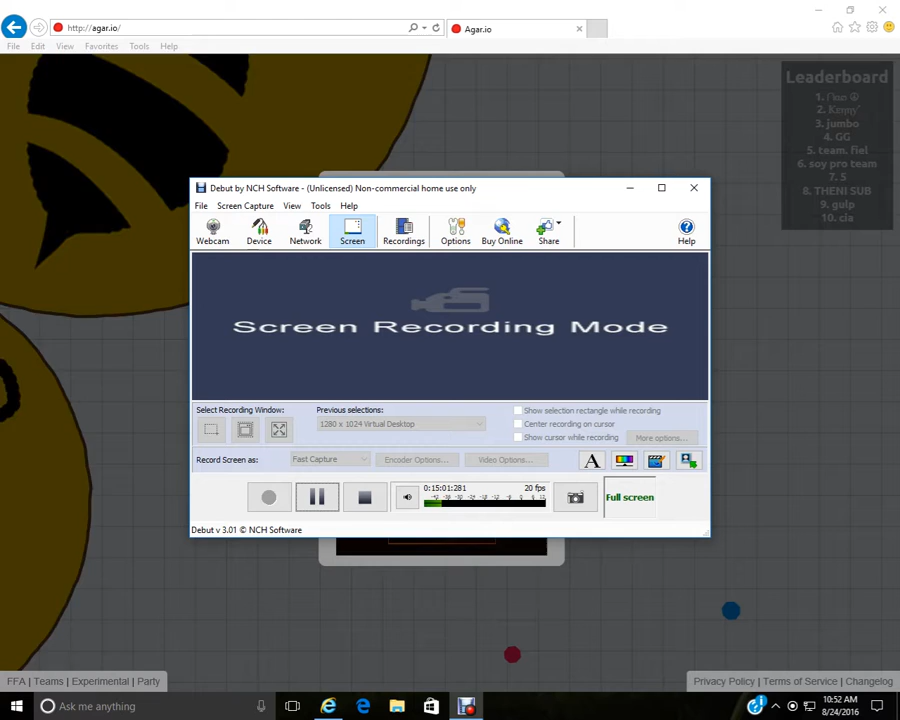 http://agar.io/
Agar.io
File Edit View Favorites Tools Help
Leaderboard
3. jumbo
4. GG
5. team. fiel
6. soy pro team
7. 5
8. THENI SUB
9. gulp
10. cia
Debut by NCH Software - (Unlicensed) Non-commercial home use only
File Screen Capture View Tools Help
Webcam Device Network Screen Recordings Options Buy Online Share Help
Screen Recording Mode
Select Recording Window: Previous selections:
1280 x 1024 Virtual Desktop
Show selection rectangle while recording
Center recording on cursor
Show cursor while recording
More options...
Record Screen as: Fast Capture Encoder Options... Video Options...
A
0:15:01:281 20 fps
Full screen
Debut v 3.01 © NCH Software
FFA | Teams | Experimental | Party
Privacy Policy | Terms of Service | Changelog
Ask me anything
10:52 AM
8/24/2016